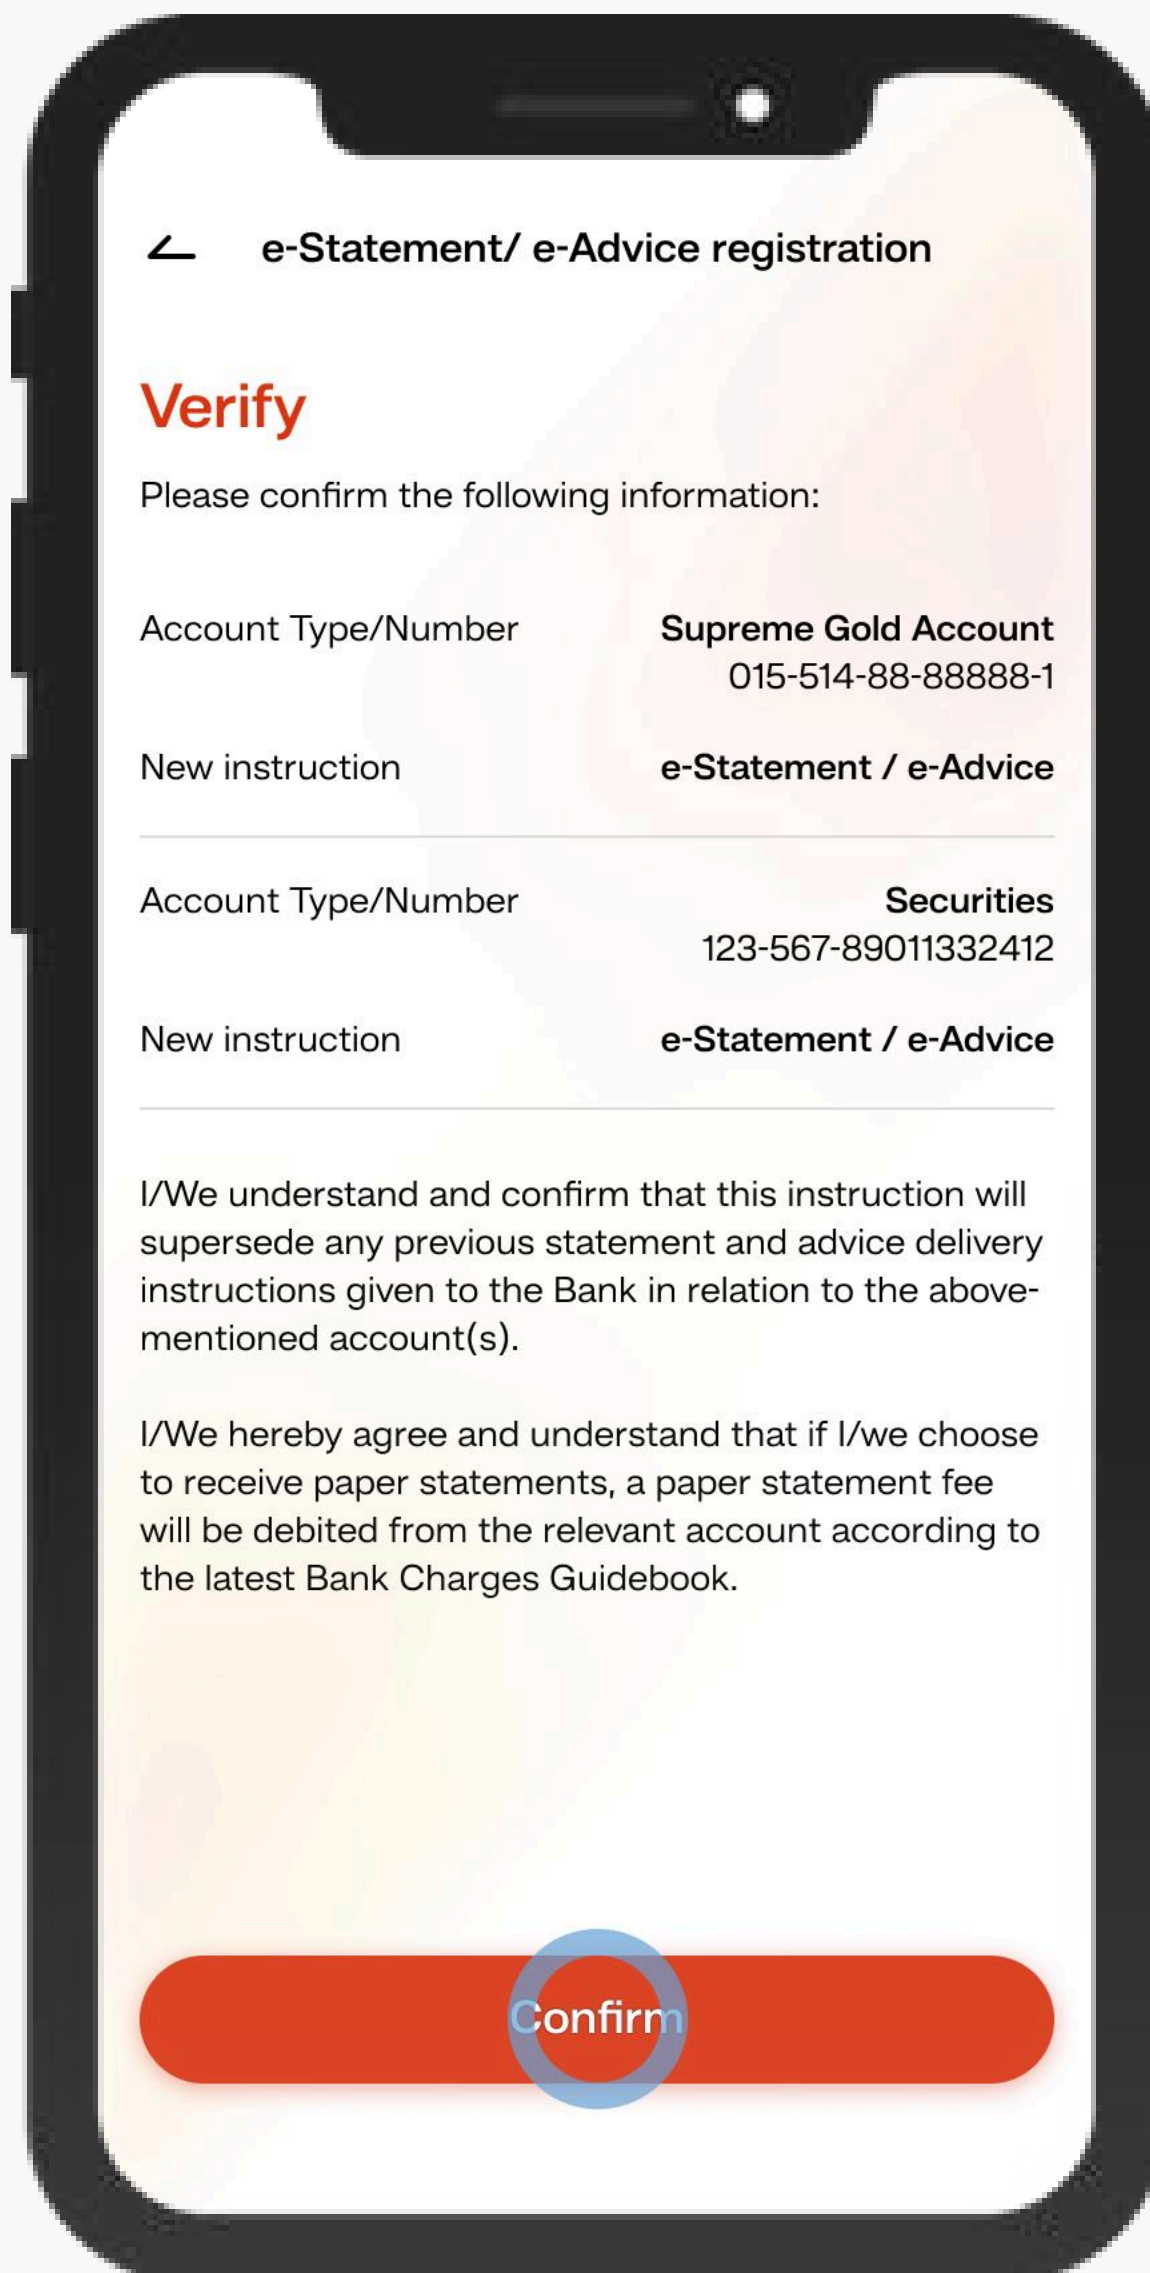 e-Statement/ e-Advice registration
Verify
Please confirm the following information:
Account Type/Number Supreme Gold Account
015-514-88-88888-1
New instruction e-Statement / e-Advice
Account Type/Number Securities
123-567-89011332412
New instruction e-Statement / e-Advice
I/We understand and confirm that this instruction will
supersede any previous statement and advice delivery
instructions given to the Bank in relation to the above-
mentioned account(s).
I/We hereby agree and understand that if I/we choose
to receive paper statements, a paper statement fee
will be debited from the relevant account according to
the latest Bank Charges Guidebook.
Confirm